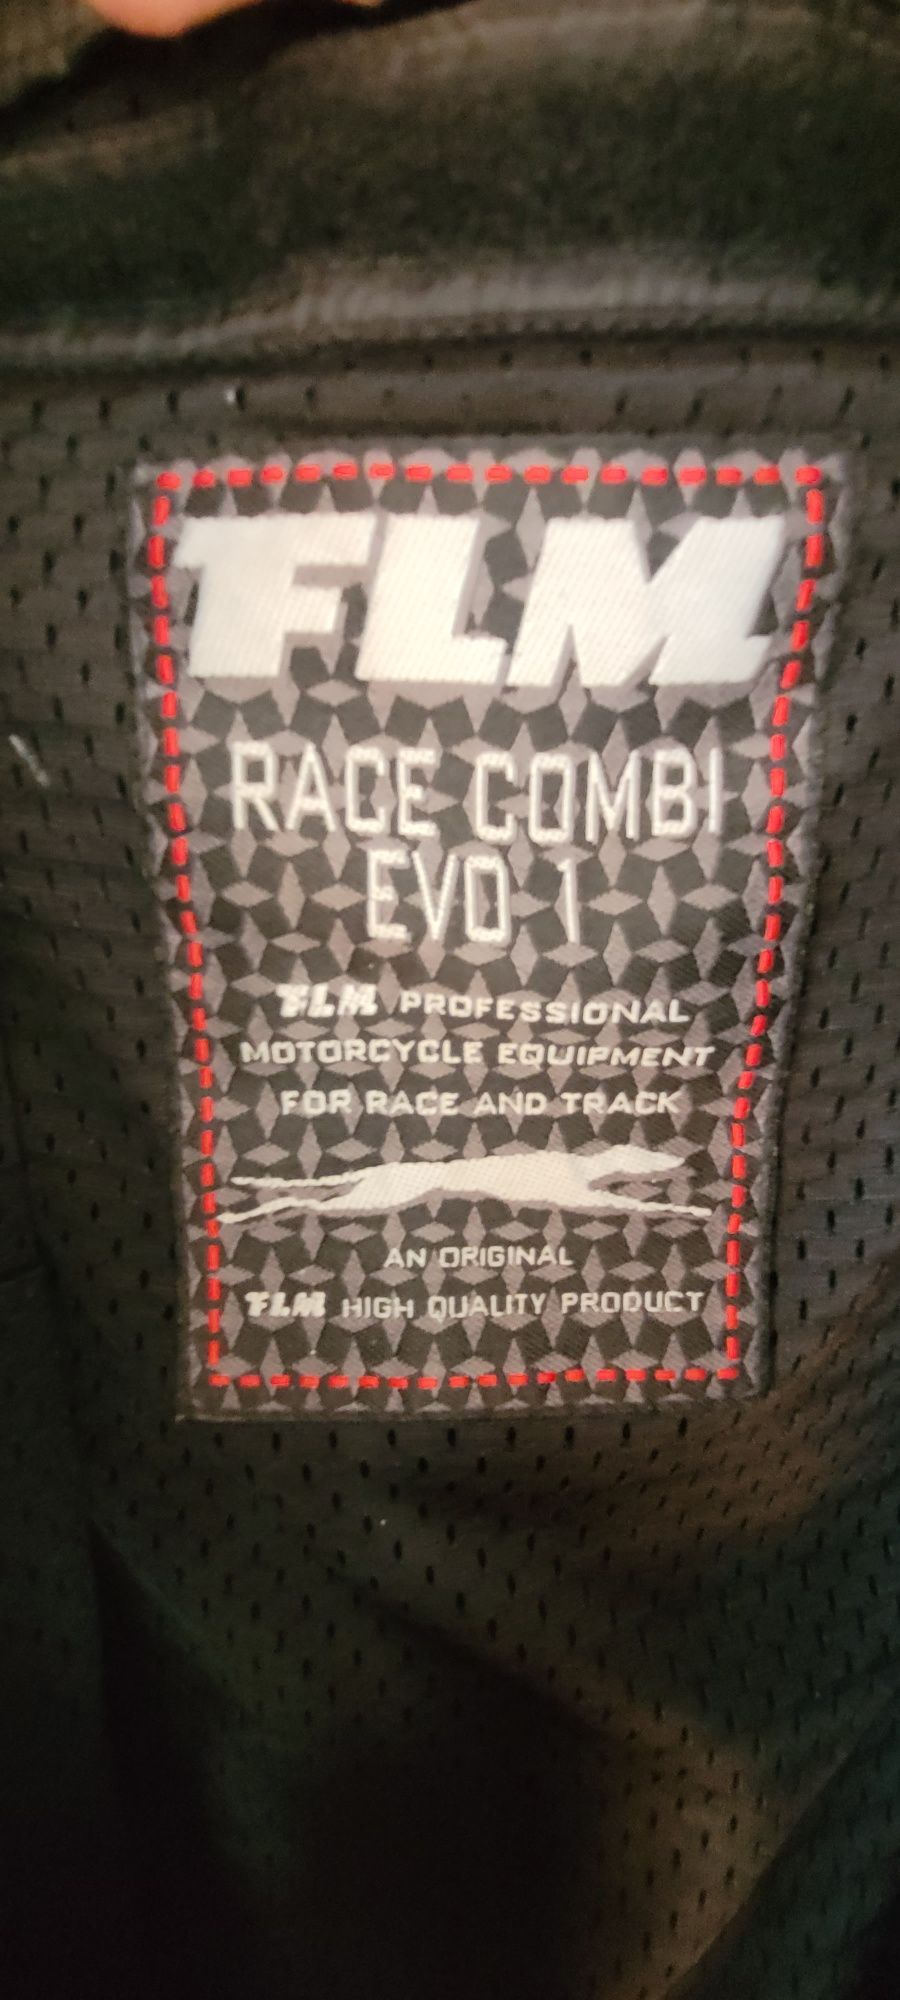 FLM
RACE COMBI
EVO 1
FLM PROFESSIONAL
MOTORCYCLE EQUIPMENT
FOR RACE AND TRACK
AN ORIGINAL
FLM HIGH QUALITY PRODUCT